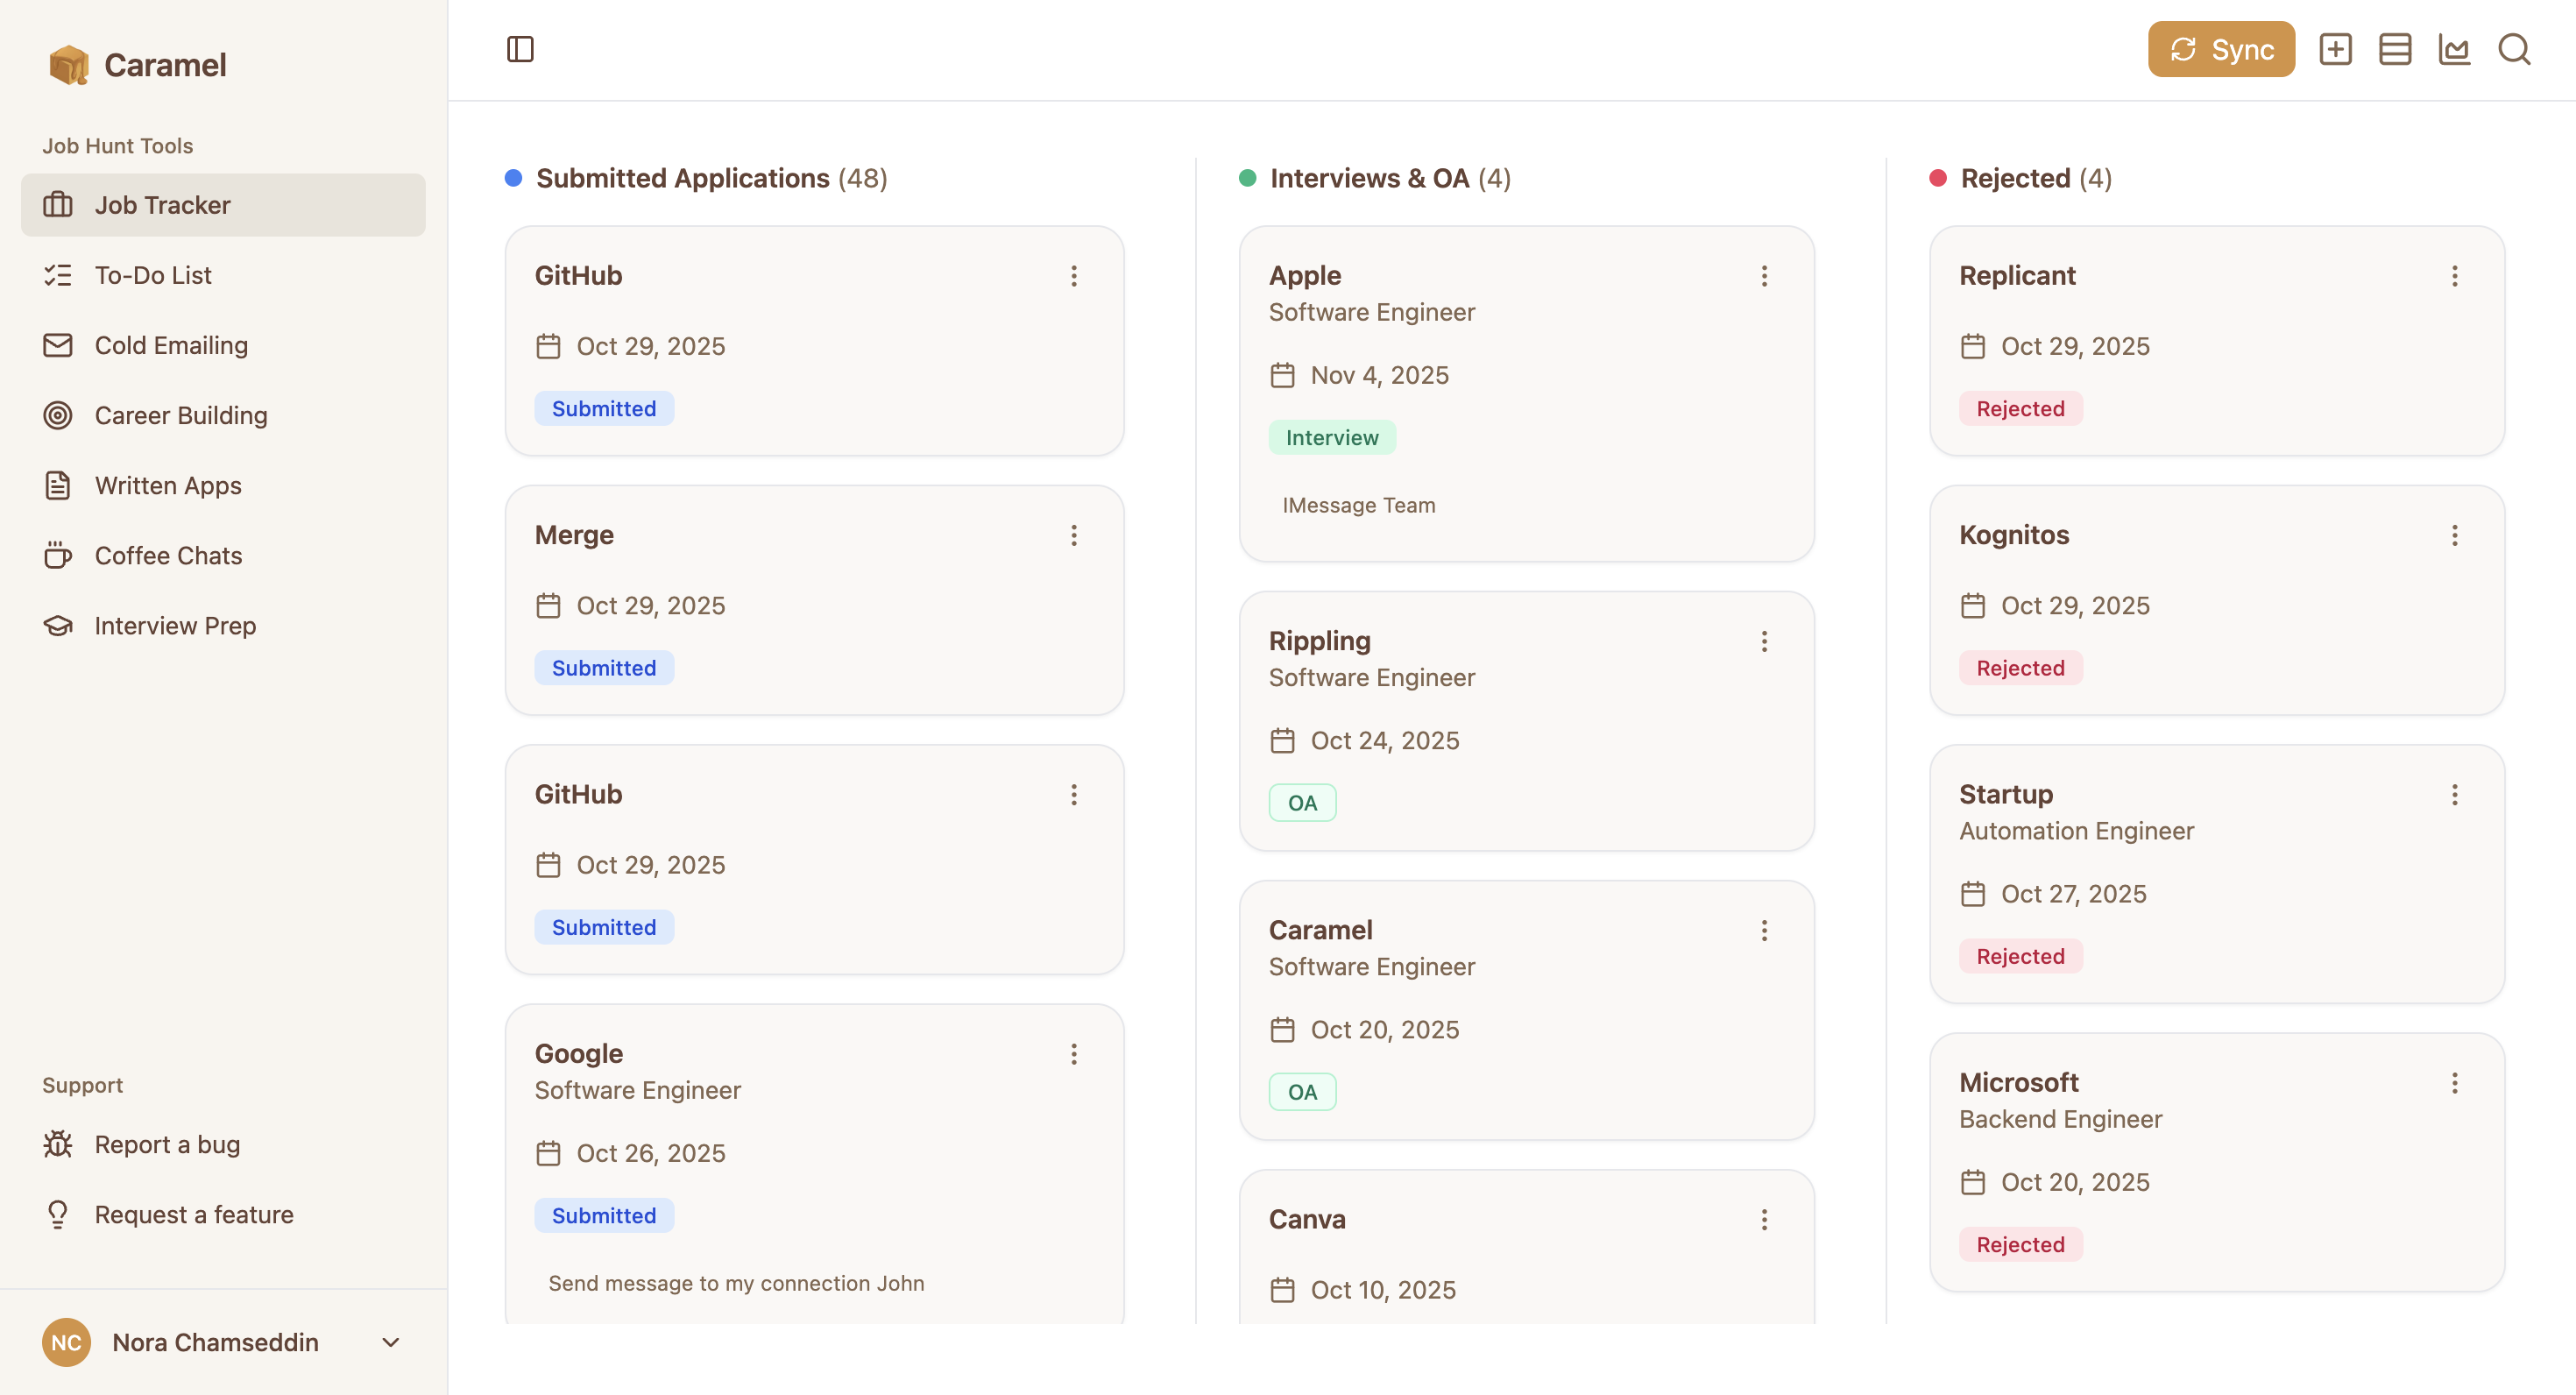 Caramel
Job Hunt Tools
Job Tracker
To-Do List
Cold Emailing
Career Building
Written Apps
Coffee Chats
Interview Prep
Support
Report a bug
Request a feature
NC Nora Chamseddin
Sync
Submitted Applications (48)
GitHub
Oct 29, 2025
Submitted
Merge
Oct 29, 2025
Submitted
GitHub
Oct 29, 2025
Submitted
Google
Software Engineer
Oct 26, 2025
Submitted
Send message to my connection John
Interviews & OA (4)
Apple
Software Engineer
Nov 4, 2025
Interview
IMessage Team
Rippling
Software Engineer
Oct 24, 2025
OA
Caramel
Software Engineer
Oct 20, 2025
OA
Canva
Oct 10, 2025
Rejected (4)
Replicant
Oct 29, 2025
Rejected
Kognitos
Oct 29, 2025
Rejected
Startup
Automation Engineer
Oct 27, 2025
Rejected
Microsoft
Backend Engineer
Oct 20, 2025
Rejected